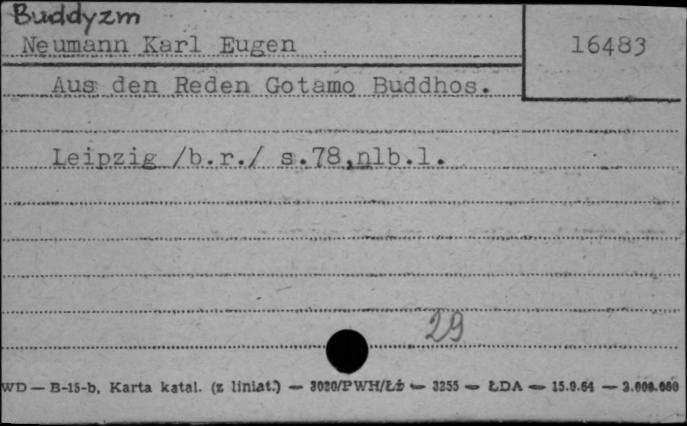 Buddyzm
Neumann Karl Eugen
16483
Aus den Reden Gotamo Buddhos.
Leipzig /b.r./ s.78,nlb.l.
29
WD — B-15-b, Karta katal. (z liniat.) — 3020/PWH/Łż — 3255 — ŁDA — 15.9.64 — 3.000.000